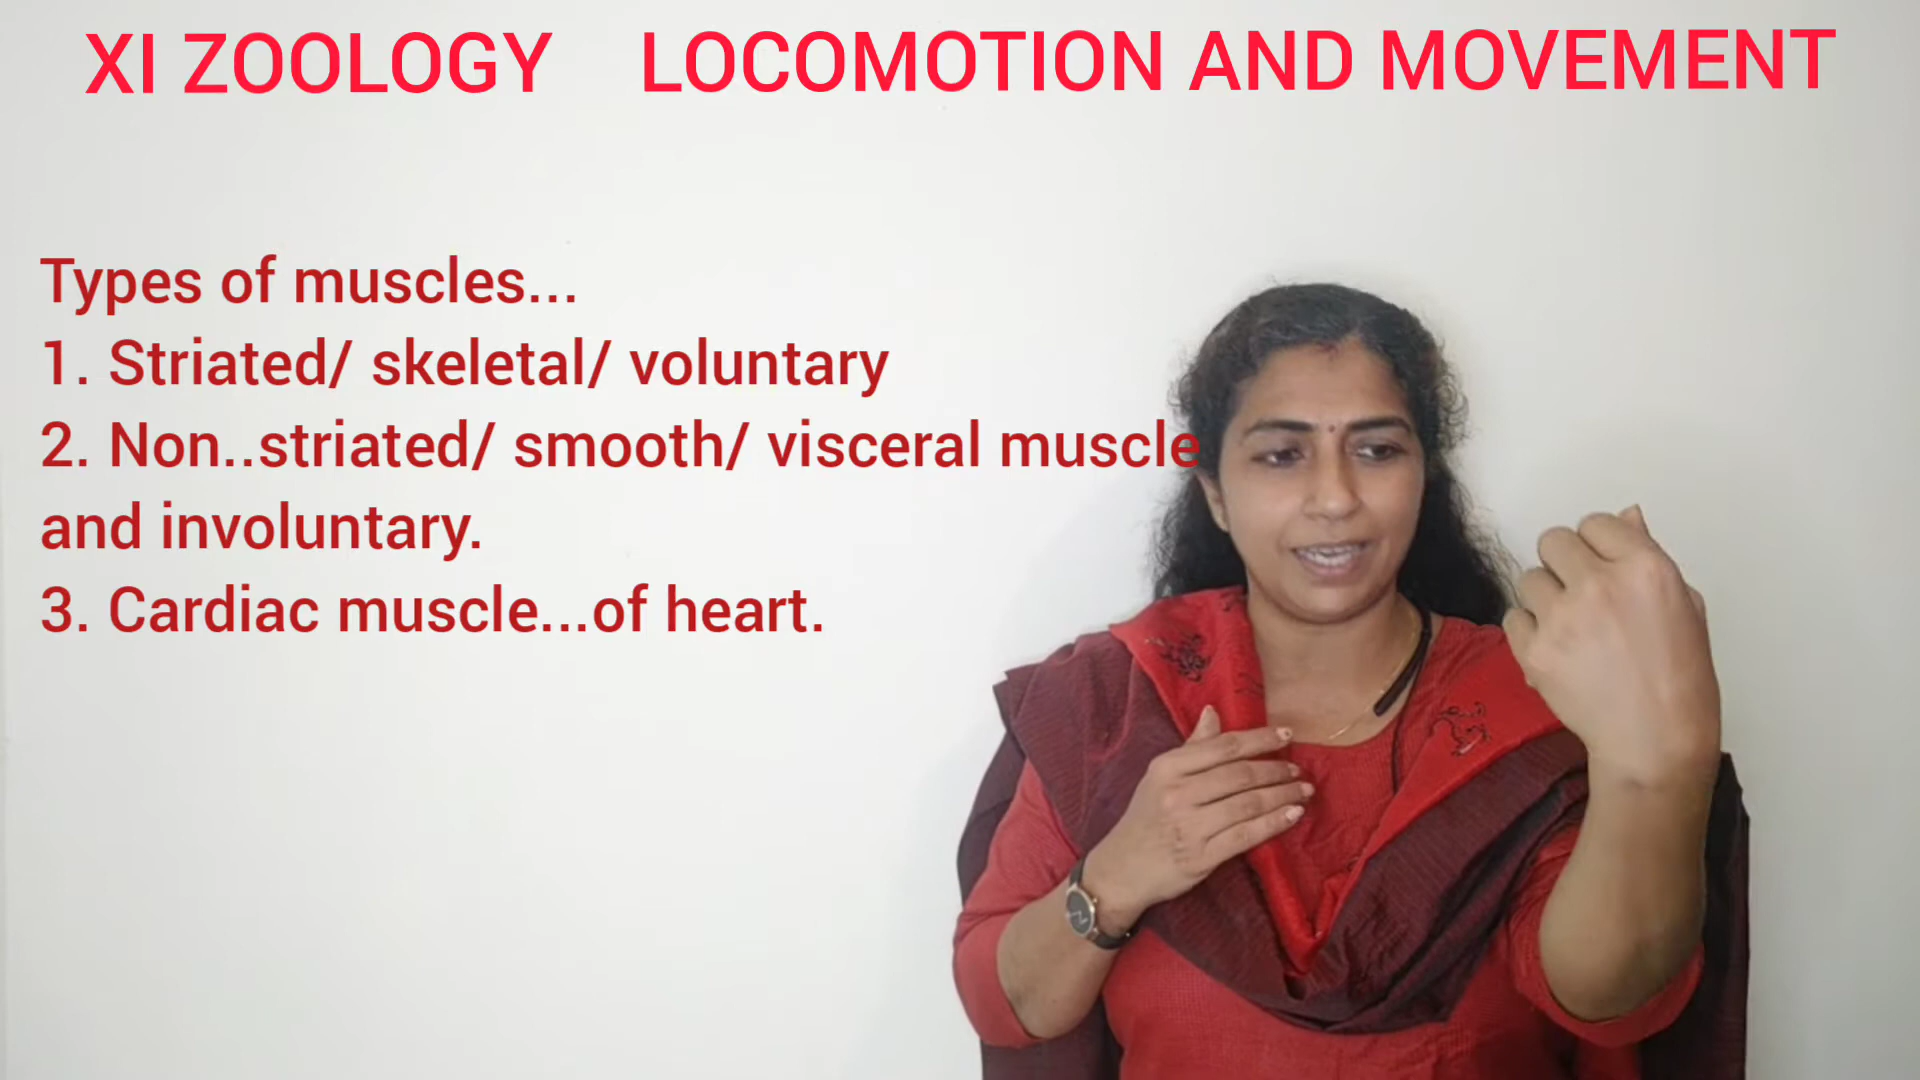 XI ZOOLOGY LOCOMOTION AND MOVEMENT
Types of muscles...
1. Striated/ skeletal/ voluntary
2. Non..striated/ smooth/ visceral muscle
and involuntary.
3. Cardiac muscle...of heart.